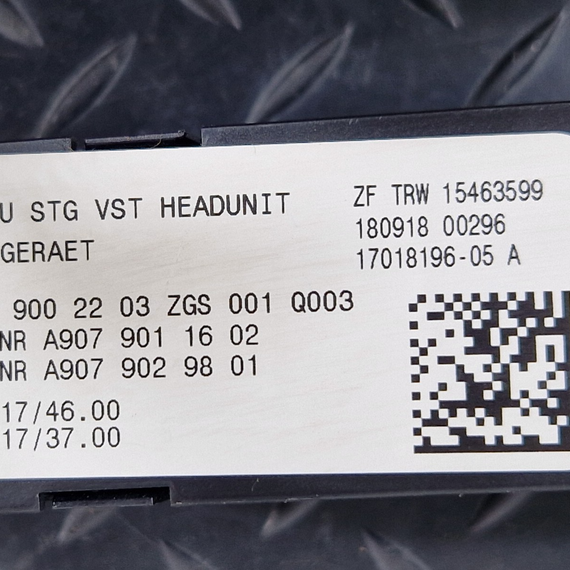 U STG VST HEADUNIT
GERAET
ZF TRW 15463599
180918 00296
17018196-05 A
900 22 03 ZGS 001 Q003
NR A907 901 16 02
NR A907 902 98 01
17/46.00
17/37.00